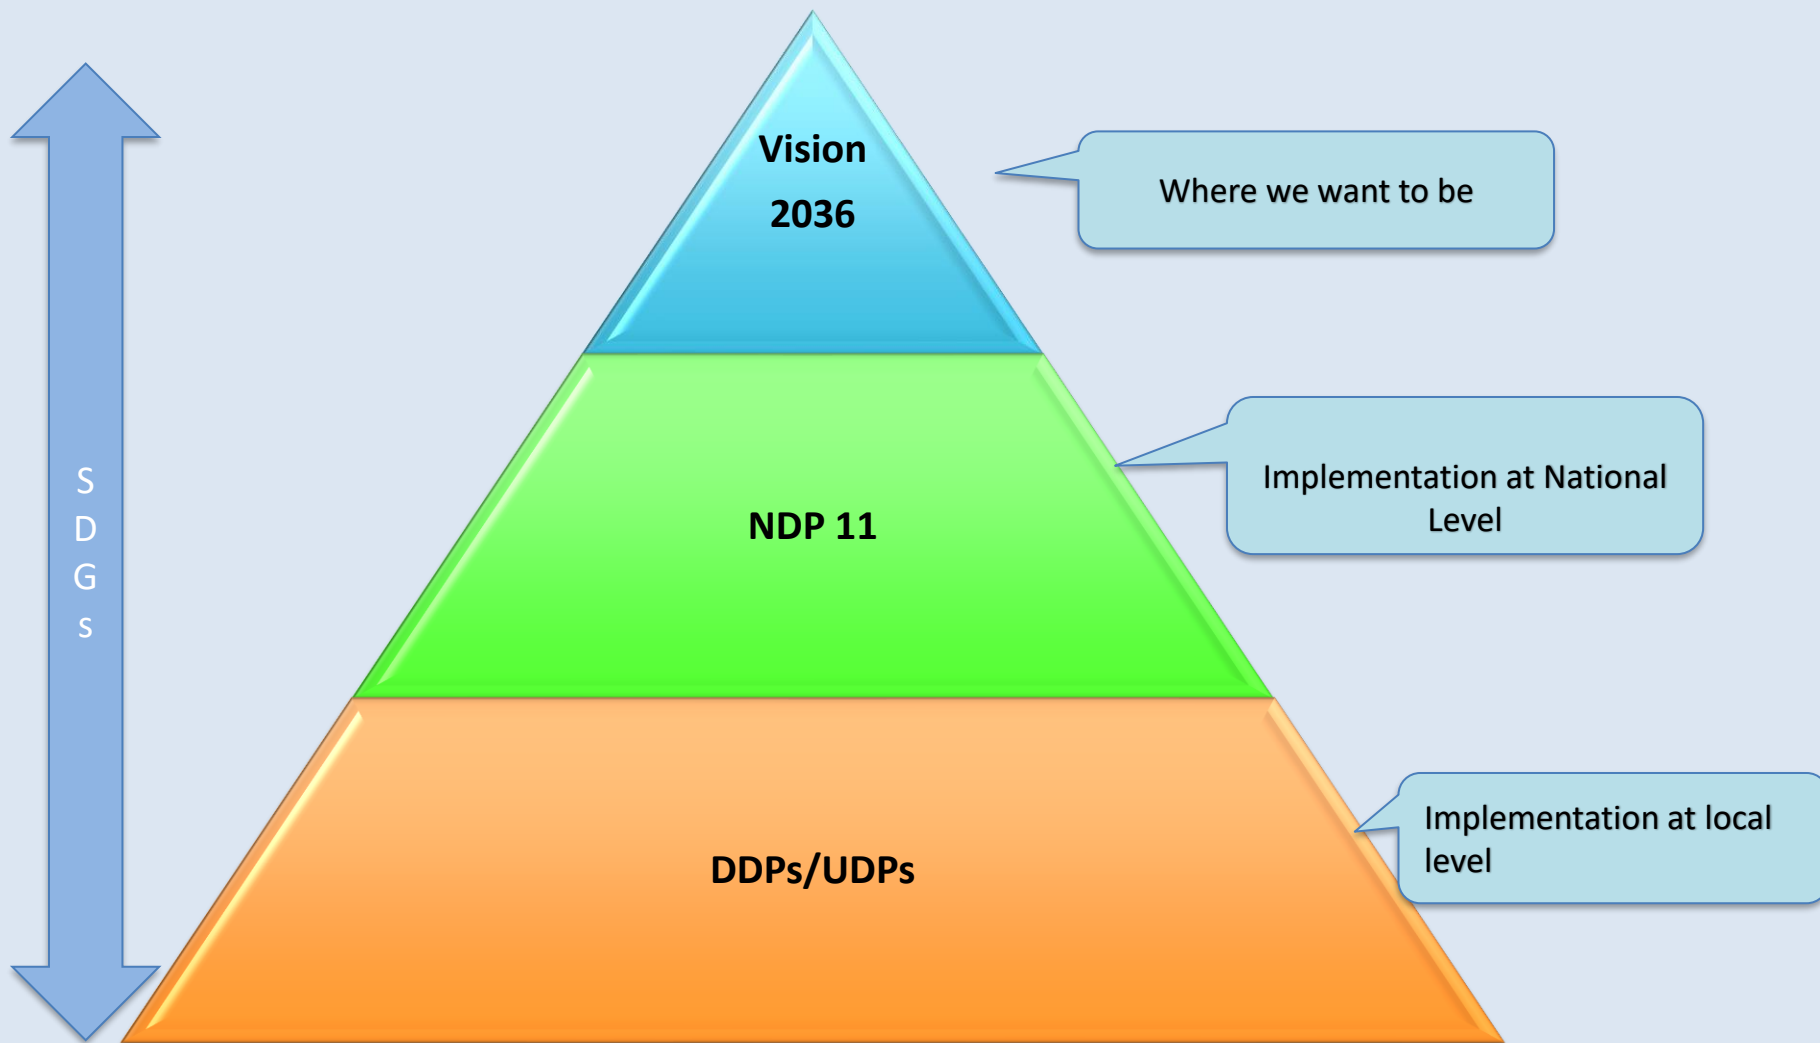 Vision
2036
Where we want to be
S
D
G
s
NDP 11
Implementation at National
Level
DDPs/UDPs
Implementation at local
level